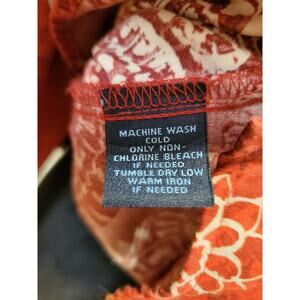 MACHINE WASH
COLD
ONLY NON-
CHLORINE BLEACH
IF NEEDED
TUMBLE DRY LOW
WARM IRON
IF NEEDED